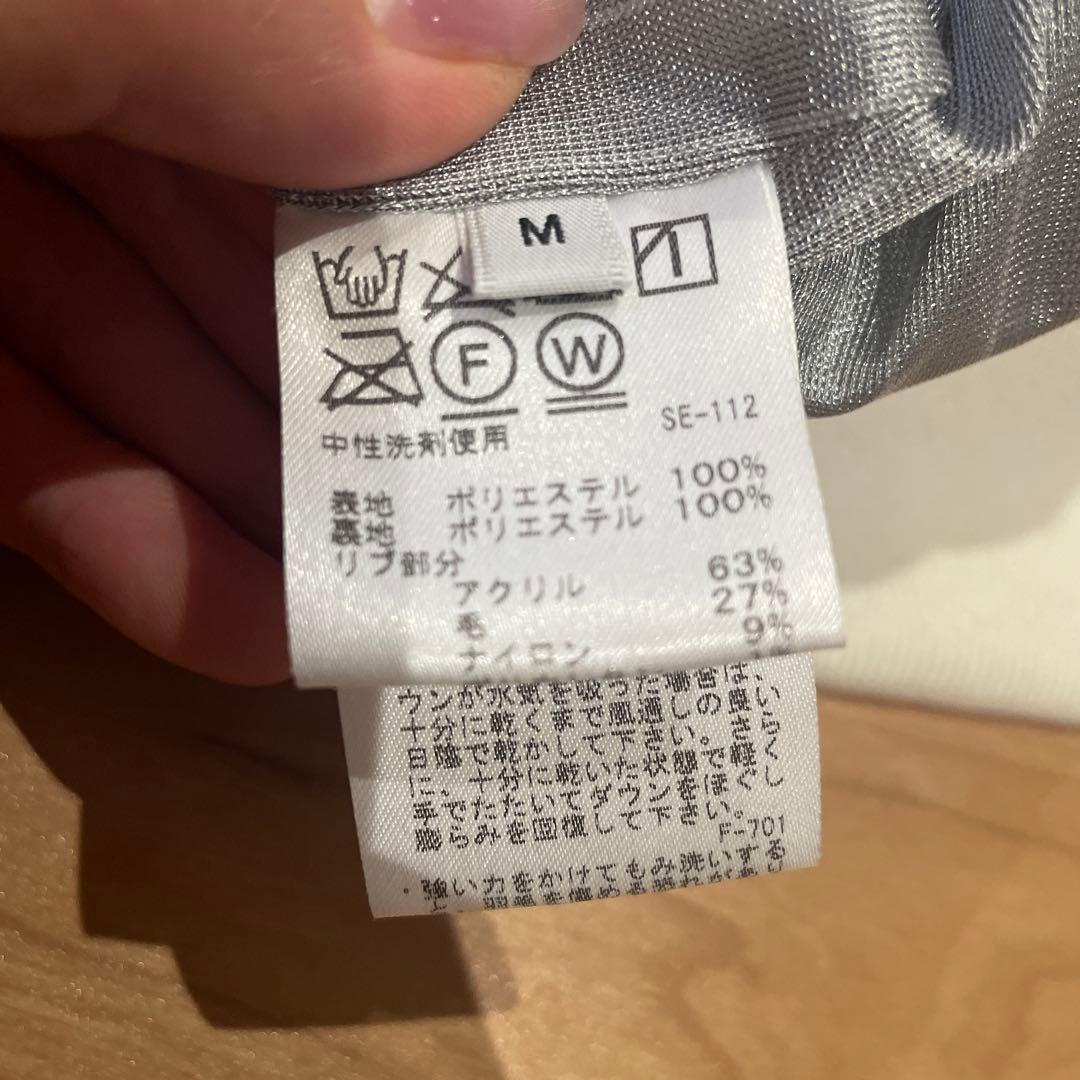 M
F
W
SE-112
中性洗剤使用
表地 ポリエステル 100%
裏地 ポリエステル 100%
リブ部分
アクリル 63%
毛 27%
ナイロン 9%
ウンが水気を吸った場合は、い
十分に乾くまで風通しの良いら
日陰で乾かして下さい。さく
に、十分に乾いた状態で軽く
手でたたいてダウンをほぐし
膨らみを回復して下さい。
F-701
・強い力をかけてもみ洗いする